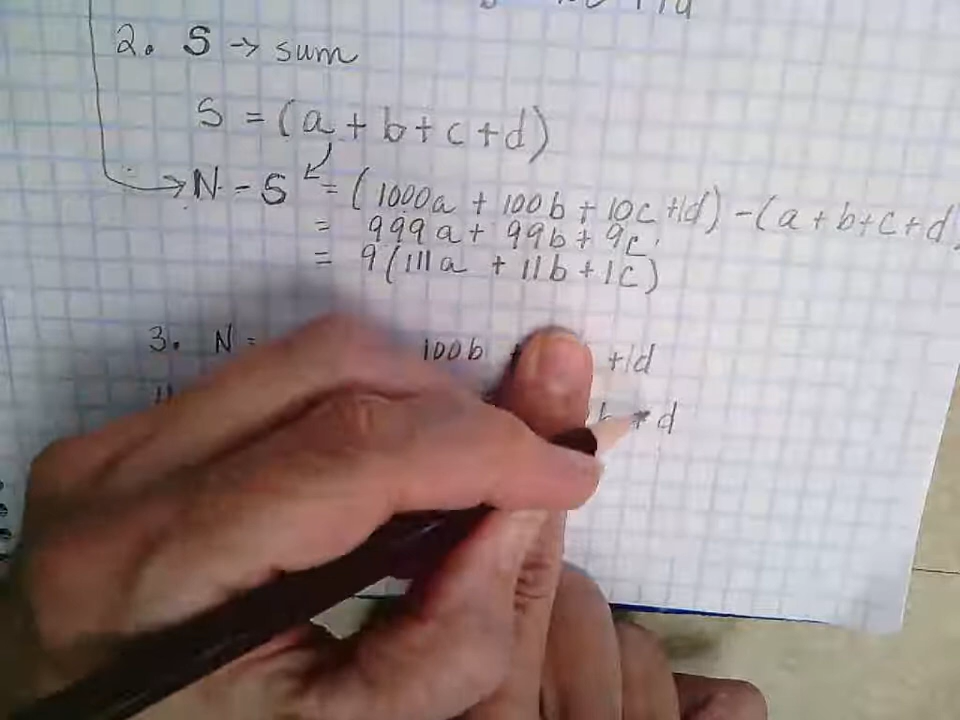 2. S → sum
S = (a + b + c + d)
N - S = (1000a + 100b + 10c + 1d) - (a + b + c + d)
= 999a + 99b + 9c
= 9(111a + 11b + 1c)
3. N = 100b +1d
d